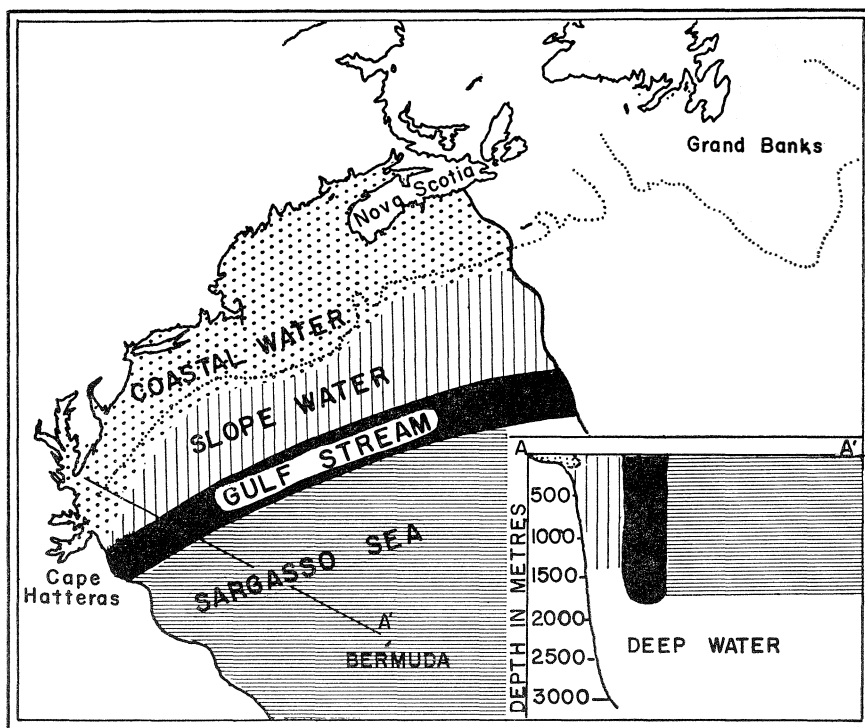 Grand Banks
Nova Scotia
COASTAL WATER
SLOPE WATER
GULF STREAM
SARGASSO SEA
Cape
Hatteras
A'
BERMUDA
A
A'
DEPTH IN METRES
500
1000
1500
2000
2500
3000
DEEP WATER